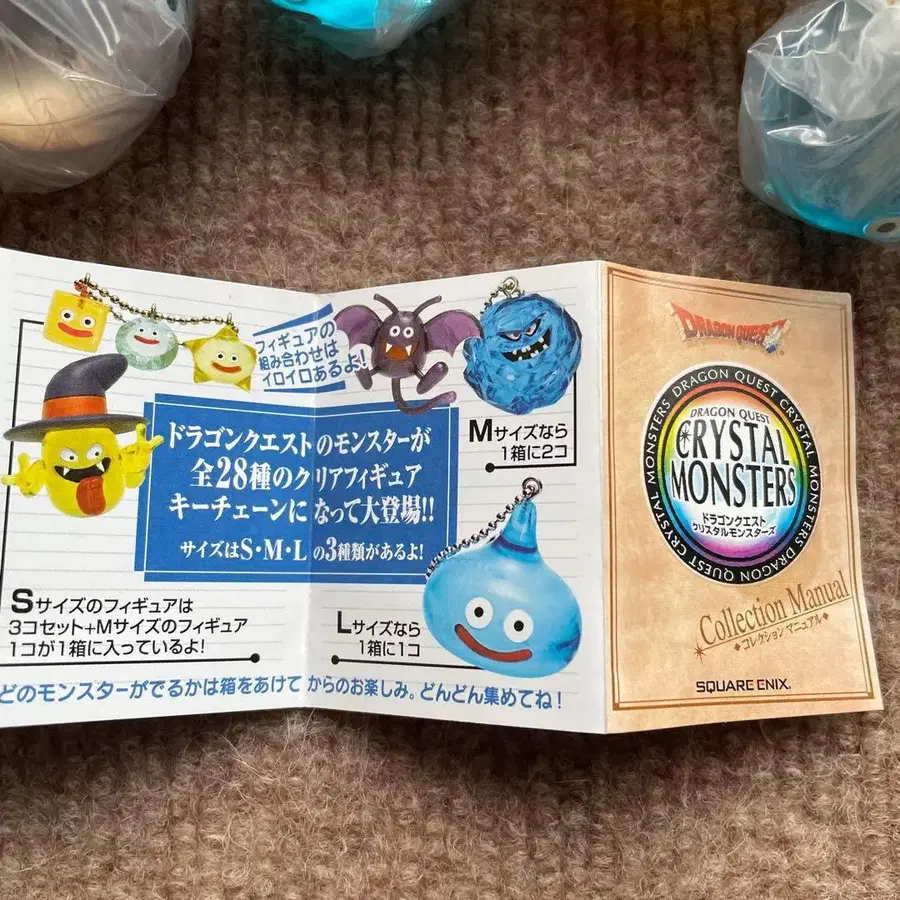 フィギュアの
組み合わせは
イロイロあるよ!
ドラゴンクエストのモンスターが
全28種のクリアフィギュア
キーチェーンになって大登場!!
サイズはS・M・Lの3種類があるよ!
Mサイズなら
1箱に2コ
Sサイズのフィギュアは
3コセット+Mサイズのフィギュア
1コが1箱に入っているよ!
Lサイズなら
1箱に1コ
どのモンスターがでるかは箱をあけてからのお楽しみ。どんどん集めてね!
DRAGON QUEST
DRAGON QUEST CRYSTAL MONSTERS DRAGON QUEST CRYSTAL MONSTERS
DRAGON QUEST
CRYSTAL
MONSTERS
ドラゴンクエスト
クリスタルモンスターズ
Collection Manual
コレクション マニュアル
SQUARE ENIX.